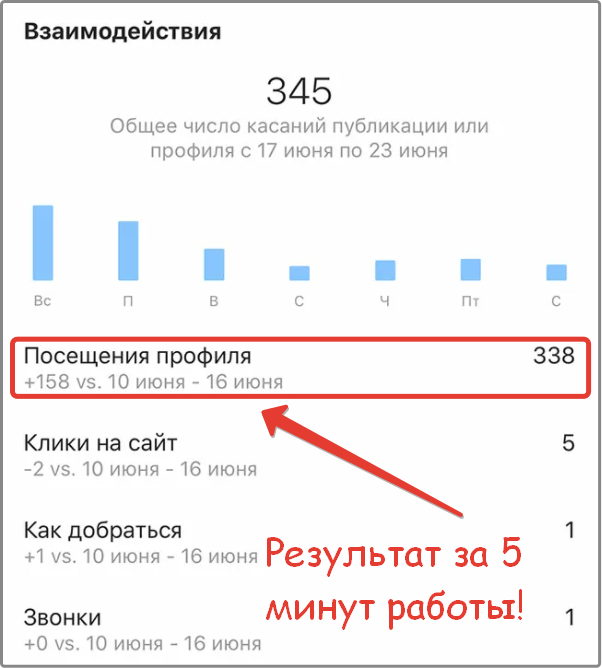 Взаимодействия
345
Общее число касаний публикации или
профиля с 17 июня по 23 июня
Вс П В С Ч Пт С
Посещения профиля 338
+158 vs. 10 июня - 16 июня
Клики на сайт 5
-2 vs. 10 июня - 16 июня
Как добраться 1
+1 vs. 10 июня - 16 июня
Результат за 5
минут работы!
Звонки 1
+0 vs. 10 июня - 16 июня